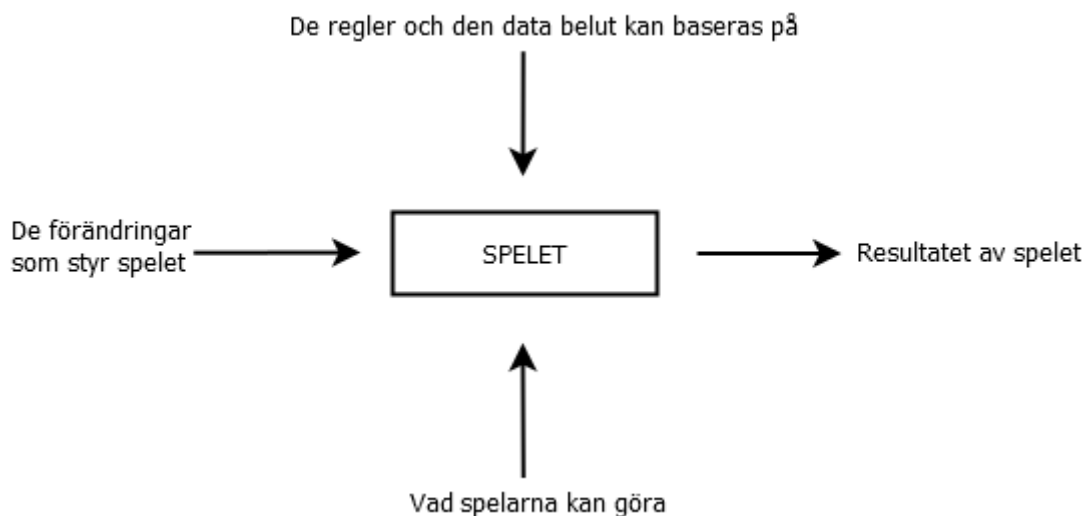 De regler och den data belut kan baseras på
De förändringar
som styr spelet
SPELET
Resultatet av spelet
Vad spelarna kan göra